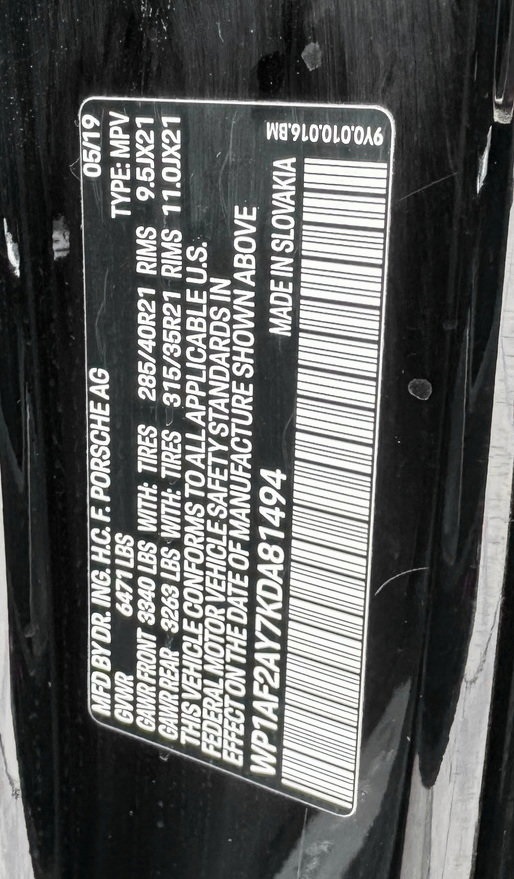 MFD BY DR. ING. H.C. F. PORSCHE AG 05/19
GVWR 6471 LBS TYPE: MPV
GAWR FRONT 3340 LBS WITH: TIRES 285/40R21 RIMS 9.5JX21
GAWR REAR 3263 LBS WITH: TIRES 315/35R21 RIMS 11.0JX21
THIS VEHICLE CONFORMS TO ALL APPLICABLE U.S.
FEDERAL MOTOR VEHICLE SAFETY STANDARDS IN
EFFECT ON THE DATE OF MANUFACTURE SHOWN ABOVE
WP1AF2AY7KDA81494 MADE IN SLOVAKIA
9Y0.010.016.BM